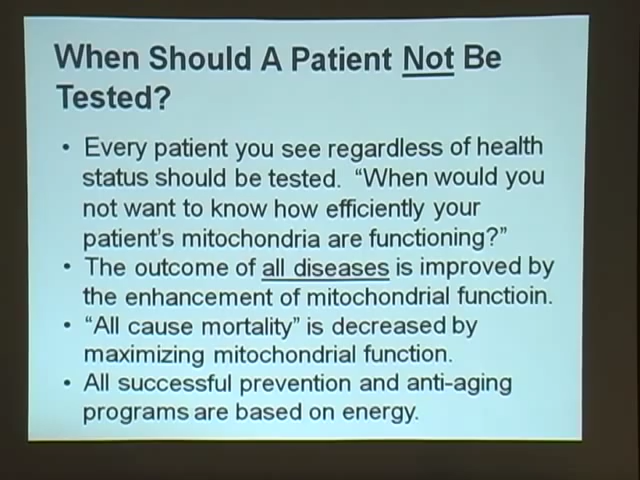 When Should A Patient Not Be
Tested?
• Every patient you see regardless of health
status should be tested. “When would you
not want to know how efficiently your
patient’s mitochondria are functioning?”
• The outcome of all diseases is improved by
the enhancement of mitochondrial functioin.
• “All cause mortality” is decreased by
maximizing mitochondrial function.
• All successful prevention and anti-aging
programs are based on energy.